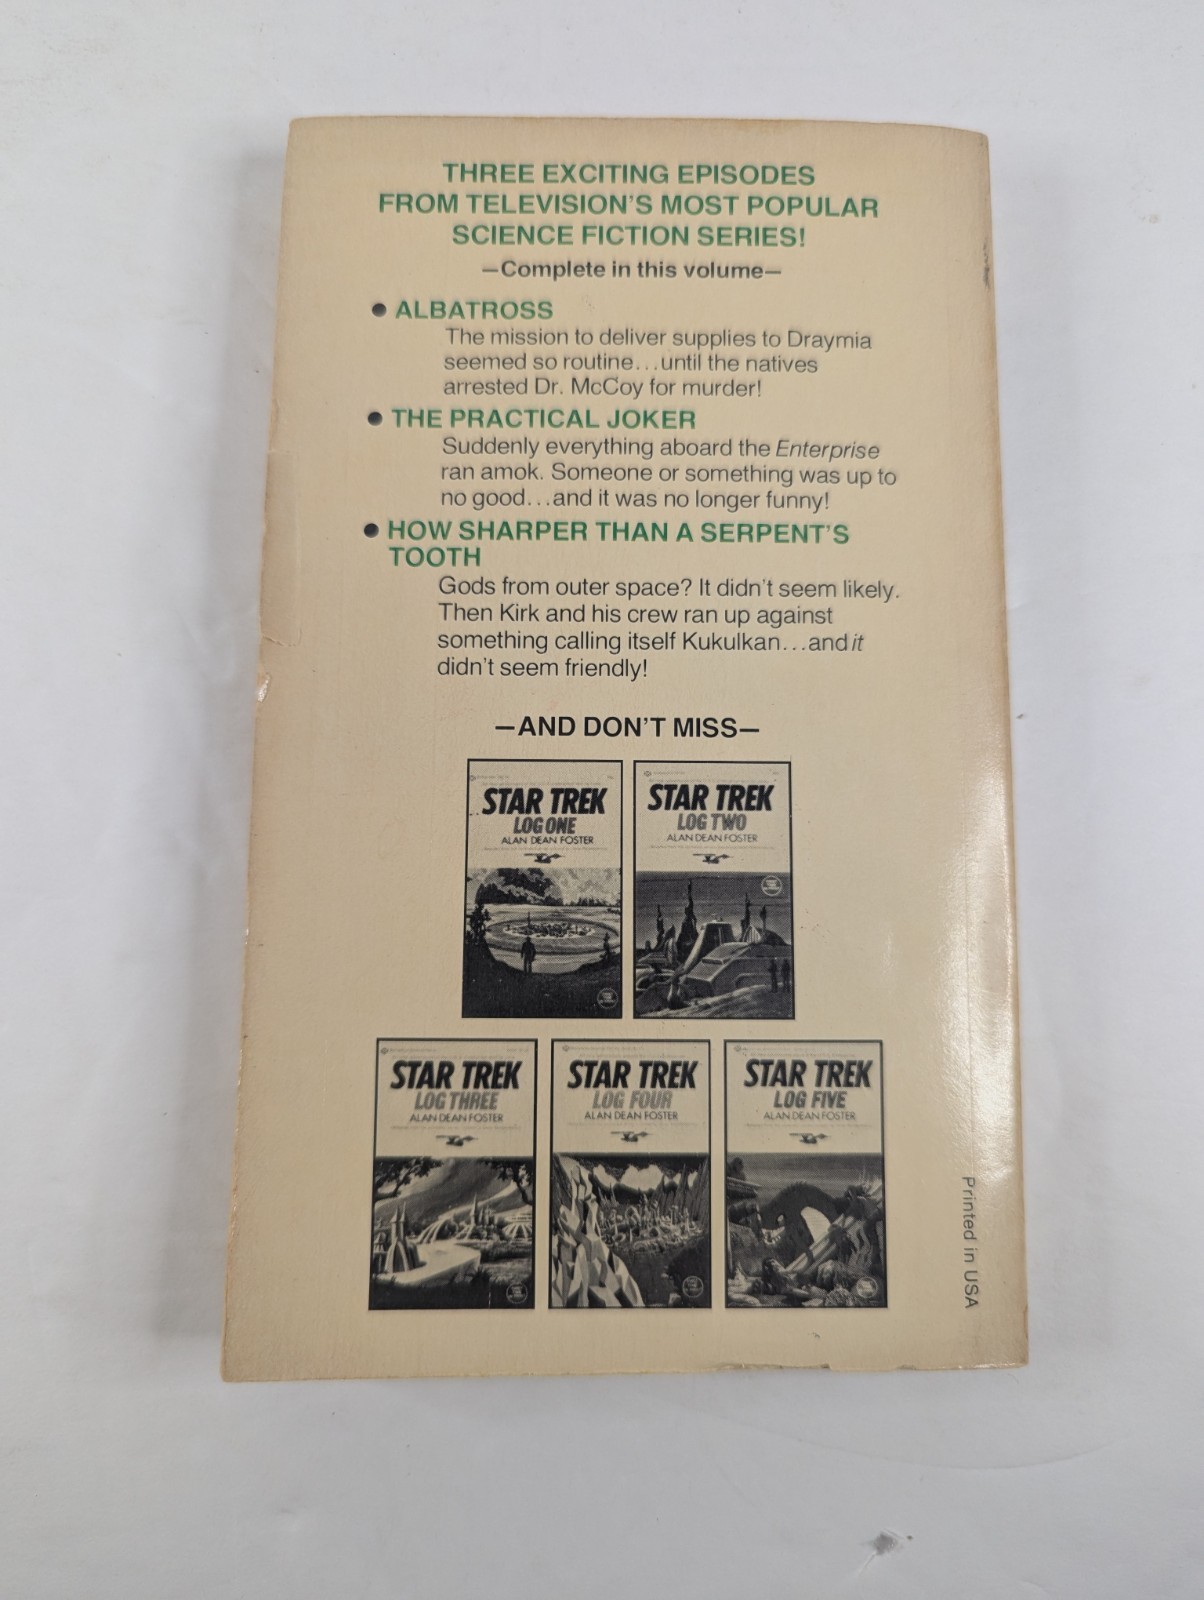 THREE EXCITING EPISODES
FROM TELEVISION'S MOST POPULAR
SCIENCE FICTION SERIES!
—Complete in this volume—
● ALBATROSS
The mission to deliver supplies to Draymia
seemed so routine...until the natives
arrested Dr. McCoy for murder!
● THE PRACTICAL JOKER
Suddenly everything aboard the Enterprise
ran amok. Someone or something was up to
no good...and it was no longer funny!
● HOW SHARPER THAN A SERPENT'S
TOOTH
Gods from outer space? It didn't seem likely.
Then Kirk and his crew ran up against
something calling itself Kukulkan...and it
didn't seem friendly!
—AND DON'T MISS—
STAR TREK
LOG ONE
ALAN DEAN FOSTER
STAR TREK
LOG TWO
ALAN DEAN FOSTER
STAR TREK
LOG THREE
ALAN DEAN FOSTER
STAR TREK
LOG FOUR
ALAN DEAN FOSTER
STAR TREK
LOG FIVE
ALAN DEAN FOSTER
Printed in USA